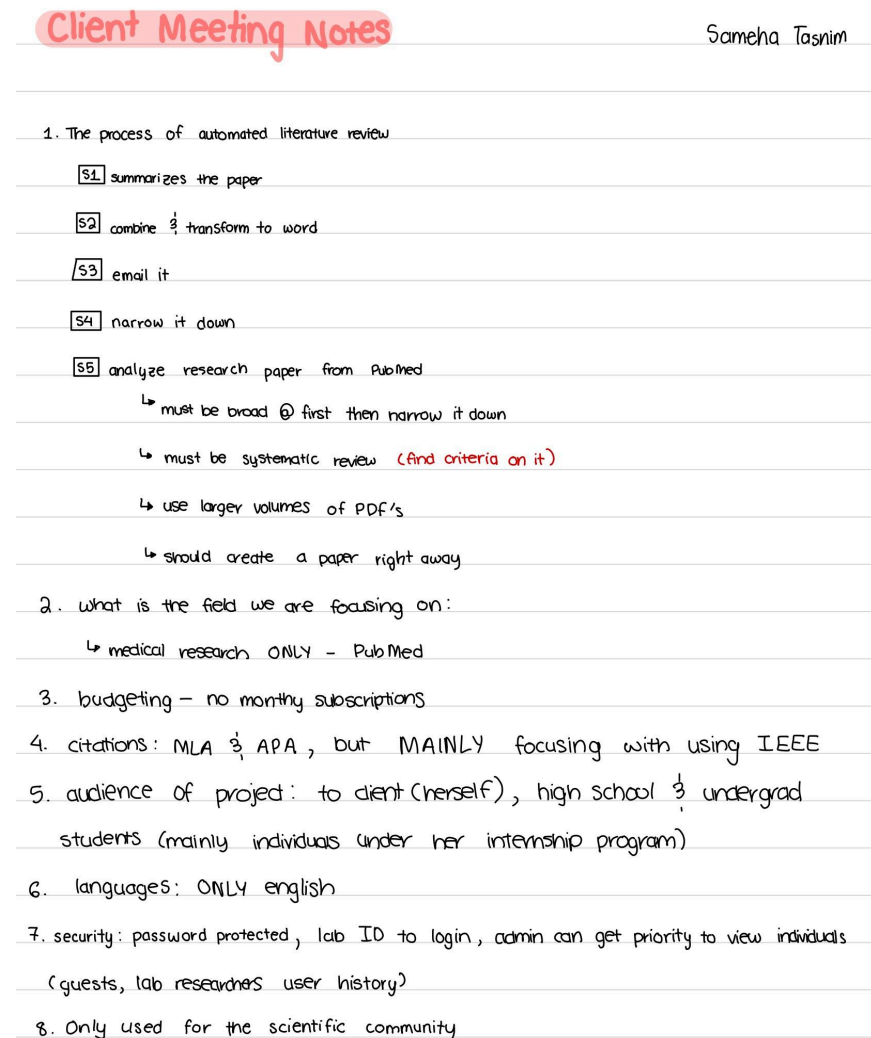 Client Meeting Notes
Sameha Tasnim
1. The process of automated literature review
S1 summarizes the paper
S2 combine & transform to word
S3 email it
S4 narrow it down
S5 analyze research paper from PubMed
↳ must be broad @ first then narrow it down
↳ must be systematic review (find criteria on it)
↳ use larger volumes of PDF's
↳ should create a paper right away
2. what is the field we are focusing on:
↳ medical research ONLY - PubMed
3. budgeting – no monthy subscriptions
4. citations: MLA & APA, but MAINLY focusing with using IEEE
5. audience of project: to client (herself), high school & undergrad
students (mainly individuals under her internship program)
6. languages: ONLY english
7. security: password protected, lab ID to login, admin can get priority to view individuals
(guests, lab researchers user history)
8. Only used for the scientific community